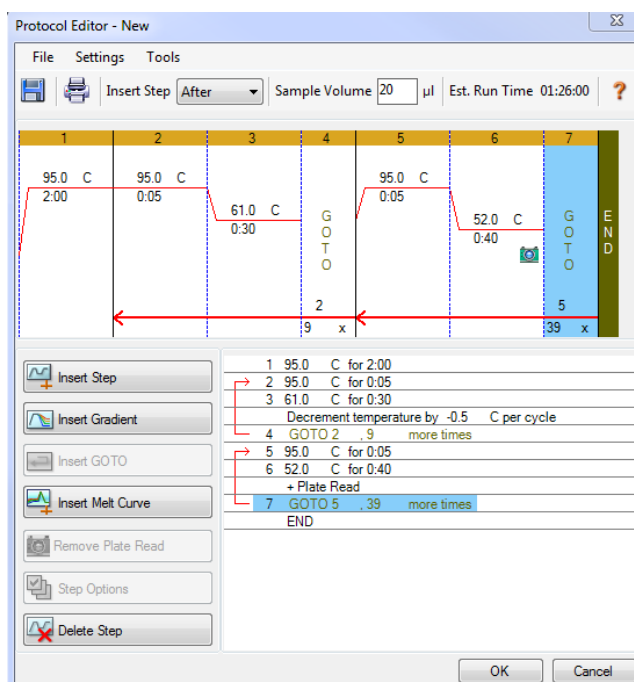 Protocol Editor - New
File Settings Tools
Insert Step After Sample Volume 20 µl Est. Run Time 01:26:00 ?
1 2 3 4 5 6 7
95.0 C 95.0 C 95.0 C
2:00 0:05 0:05
61.0 C 52.0 C
0:30 0:40
G O T O G O T O E N D
2 5
9 x 39 x
Insert Step
Insert Gradient
Insert GOTO
Insert Melt Curve
Remove Plate Read
Step Options
Delete Step
1 95.0 C for 2:00
2 95.0 C for 0:05
3 61.0 C for 0:30
Decrement temperature by -0.5 C per cycle
4 GOTO 2 , 9 more times
5 95.0 C for 0:05
6 52.0 C for 0:40
+ Plate Read
7 GOTO 5 , 39 more times
END
OK Cancel